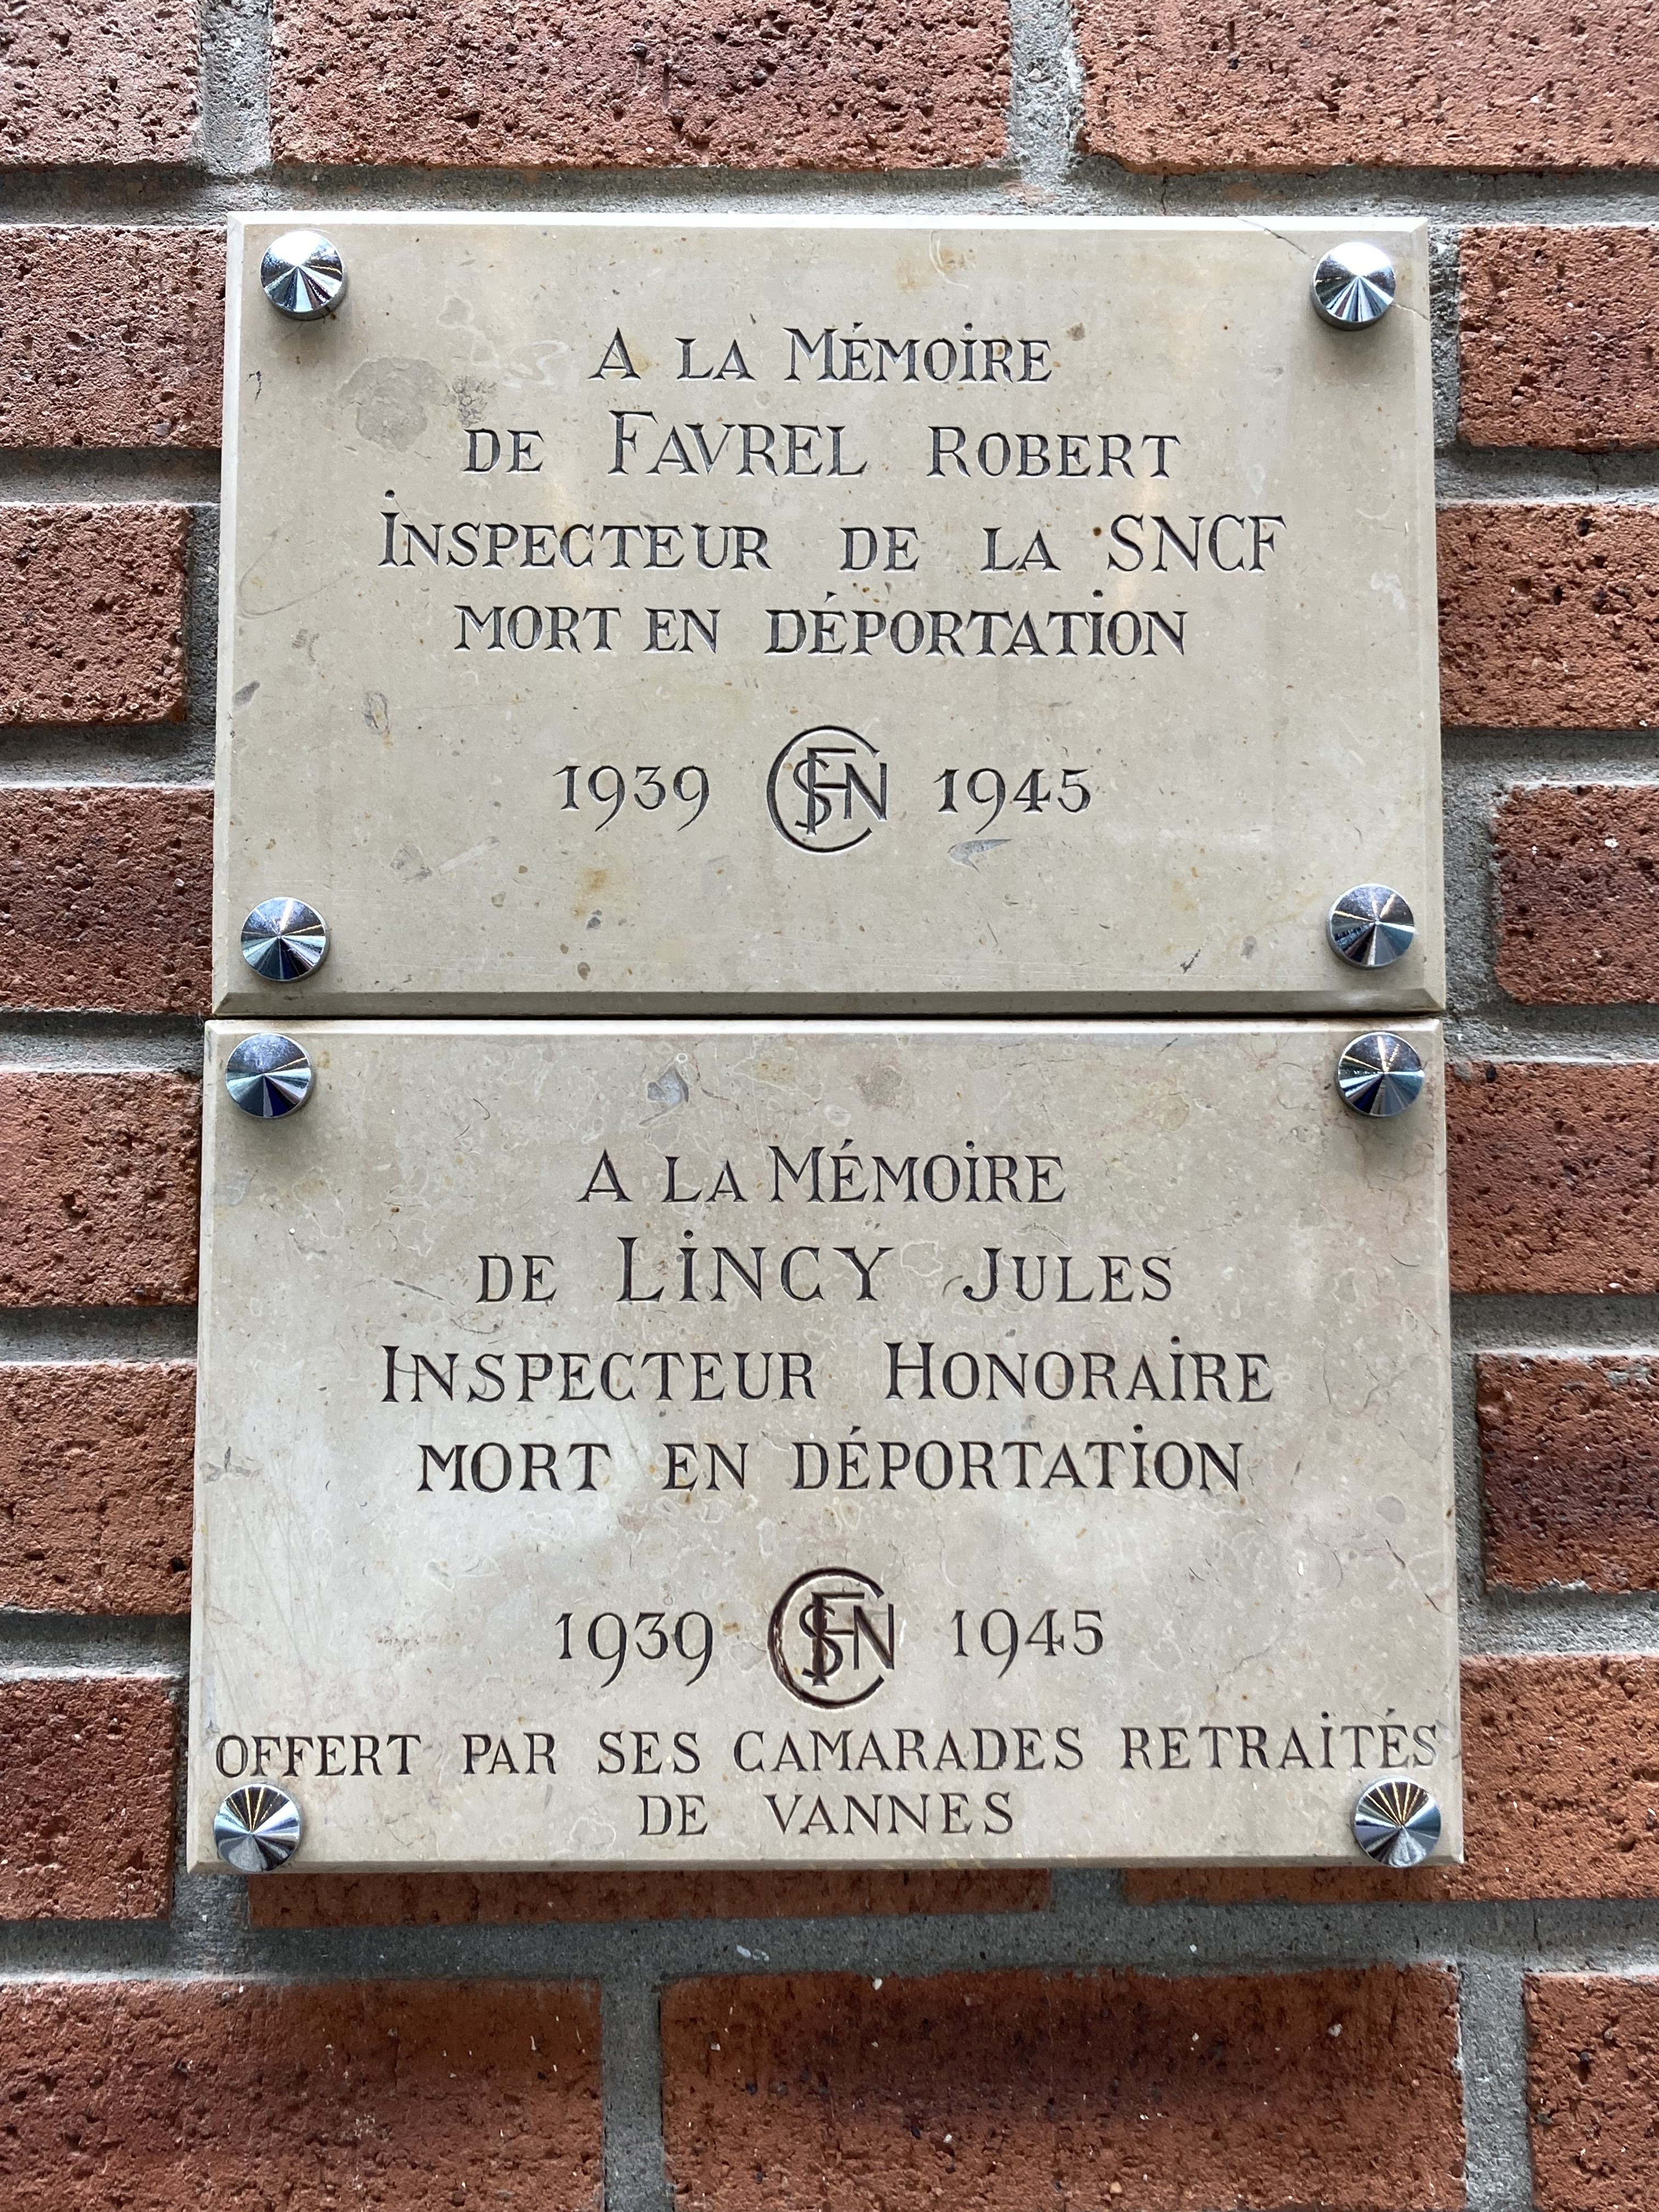 A LA MÉMOIRE
DE FAVREL ROBERT
INSPECTEUR DE LA SNCF
MORT EN DÉPORTATION
1939 SNCF 1945
A LA MÉMOIRE
DE LINCY JULES
INSPECTEUR HONORAIRE
MORT EN DÉPORTATION
1939 SNCF 1945
OFFERT PAR SES CAMARADES RETRAITÉS
DE VANNES